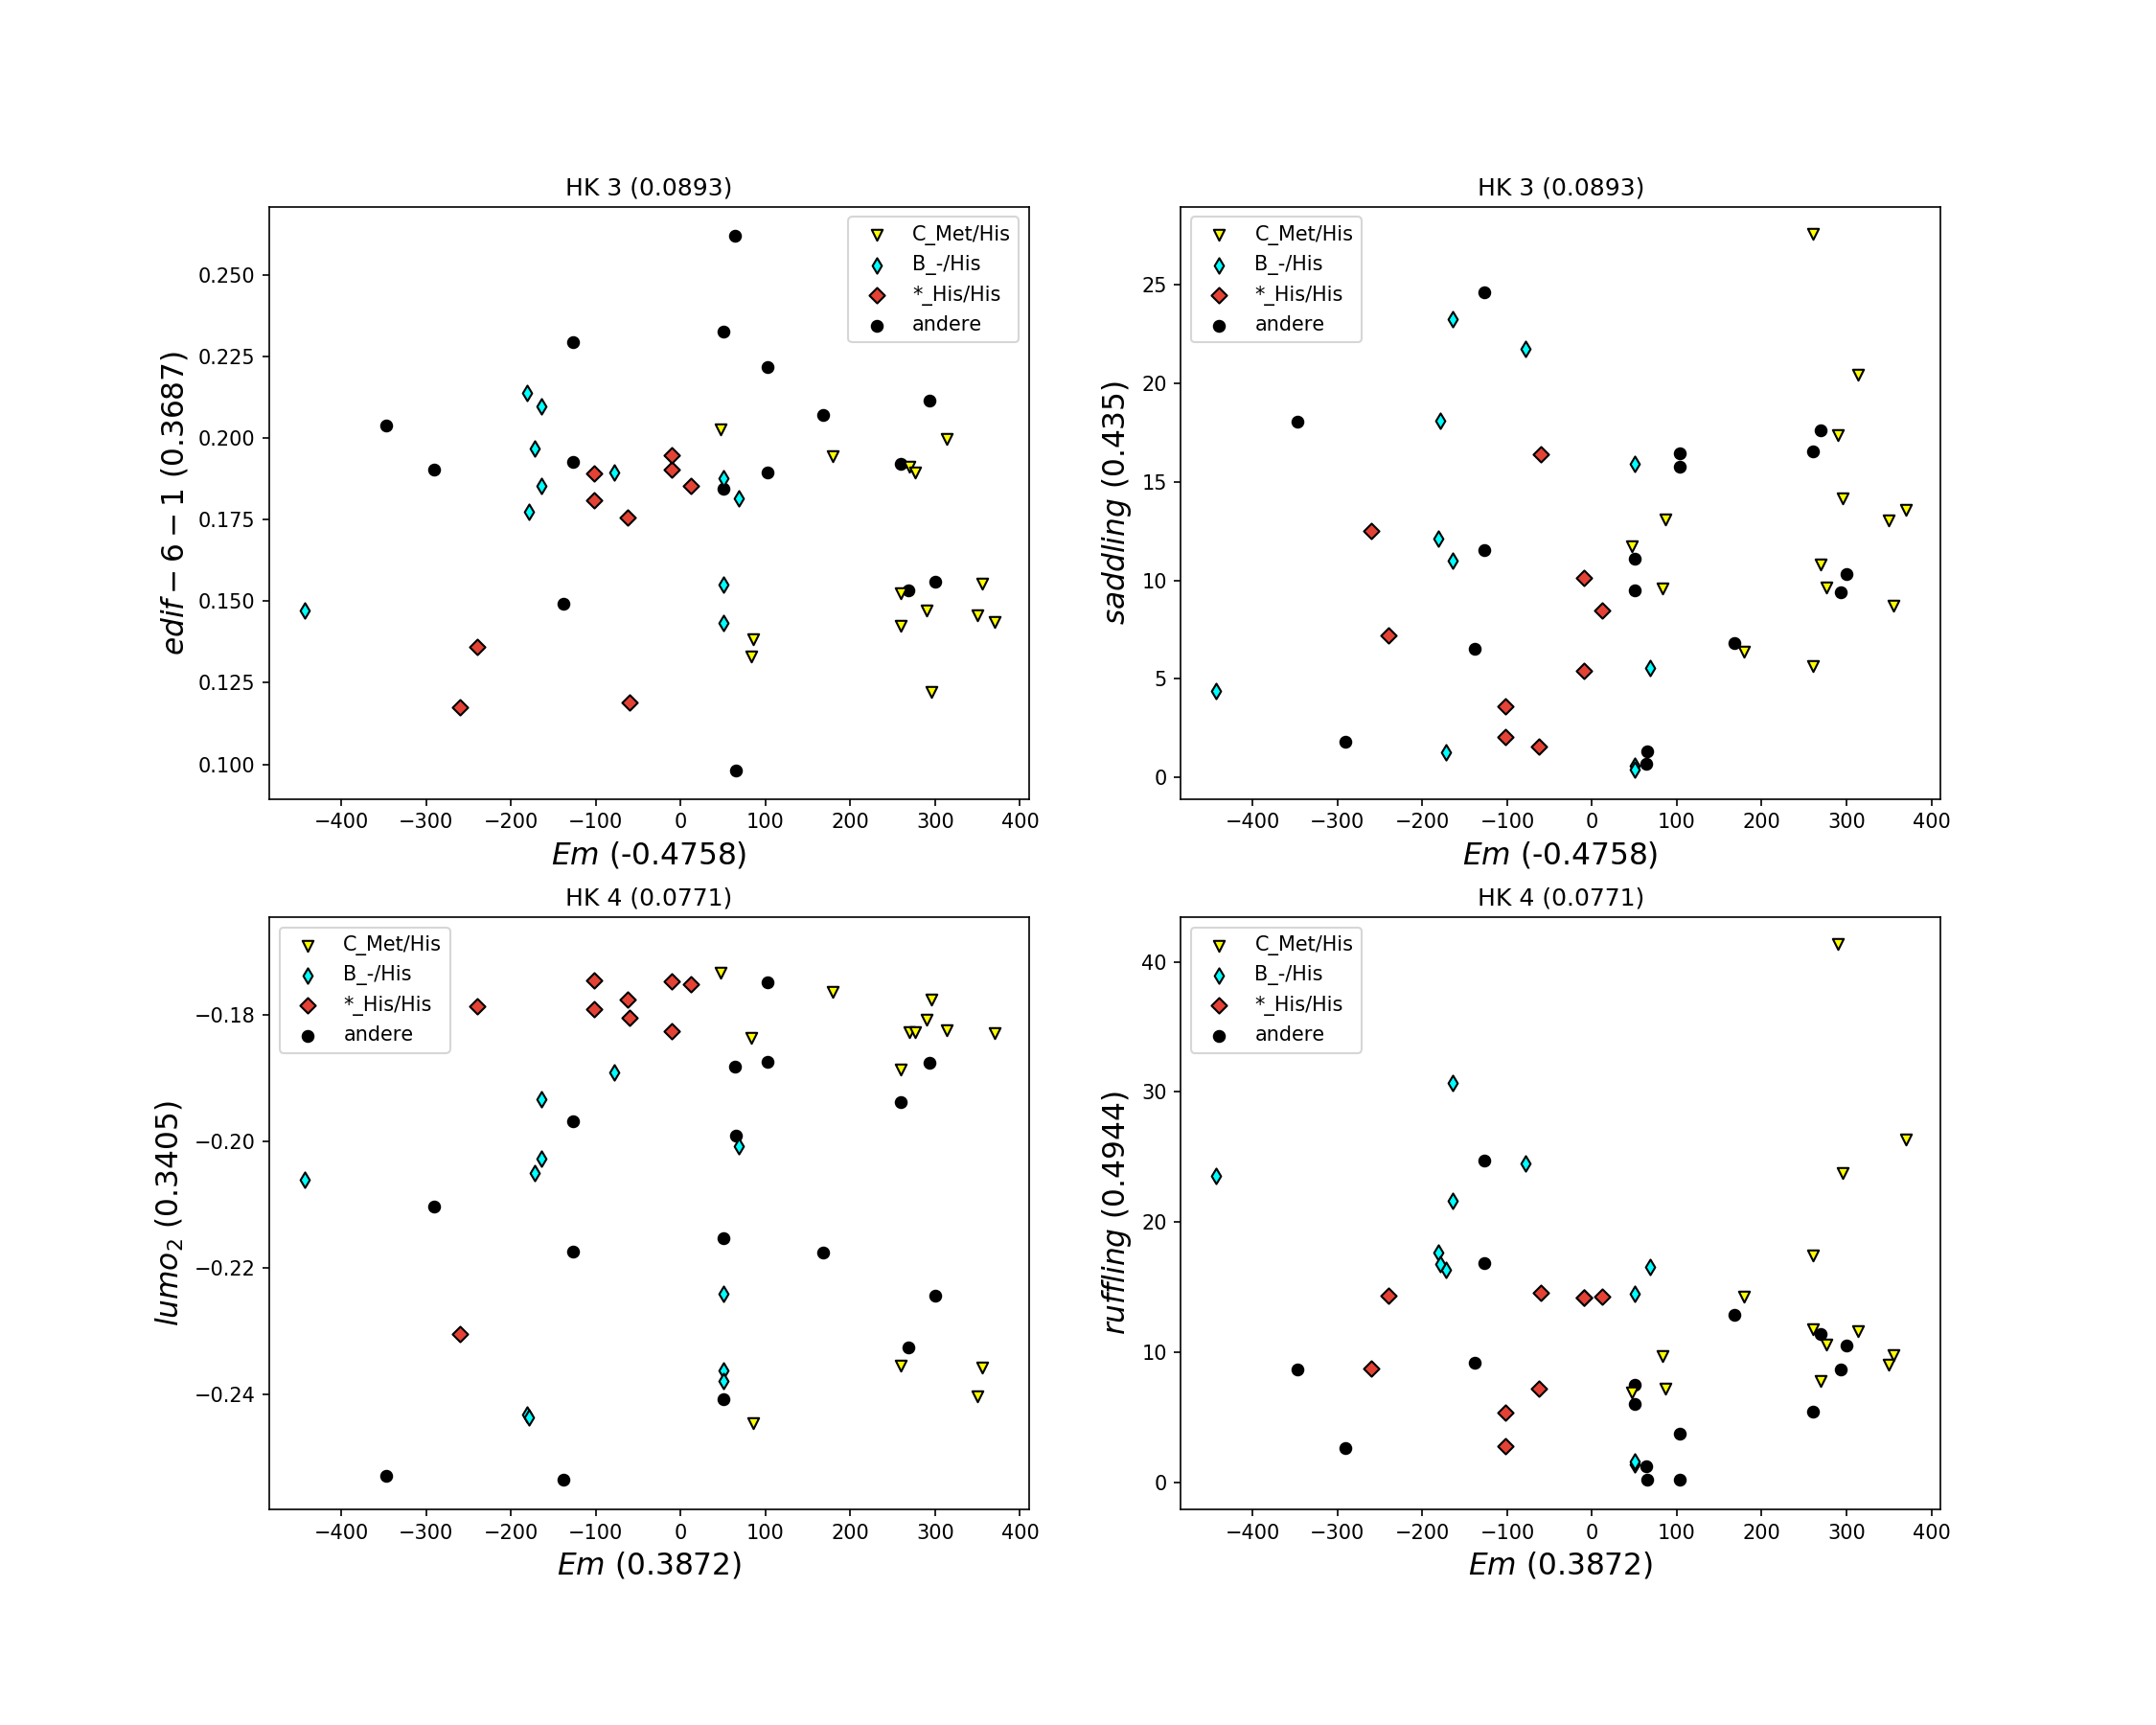 HK 3 (0.0893)
0.250
0.225
0.200
0.175
0.150
0.125
0.100
edif − 6 − 1 (0.3687)
C_Met/His
B_-/His
*_His/His
andere
−400 −300 −200 −100 0 100 200 300 400
Em (-0.4758)
HK 3 (0.0893)
25
20
15
10
5
0
saddling (0.435)
C_Met/His
B_-/His
*_His/His
andere
−400 −300 −200 −100 0 100 200 300 400
Em (-0.4758)
HK 4 (0.0771)
−0.18
−0.20
−0.22
−0.24
lumo₂ (0.3405)
C_Met/His
B_-/His
*_His/His
andere
−400 −300 −200 −100 0 100 200 300 400
Em (0.3872)
HK 4 (0.0771)
40
30
20
10
0
ruffling (0.4944)
C_Met/His
B_-/His
*_His/His
andere
−400 −300 −200 −100 0 100 200 300 400
Em (0.3872)